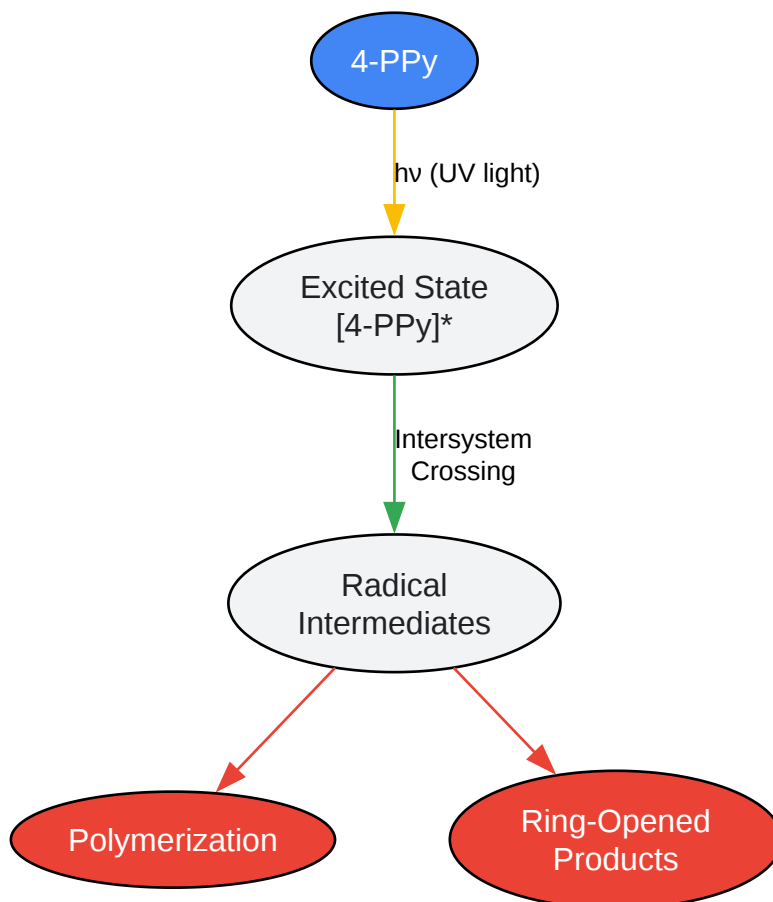 4-PPy
hν (UV light)
Excited State
[4-PPy]*
Intersystem
Crossing
Radical
Intermediates
Polymerization
Ring-Opened
Products